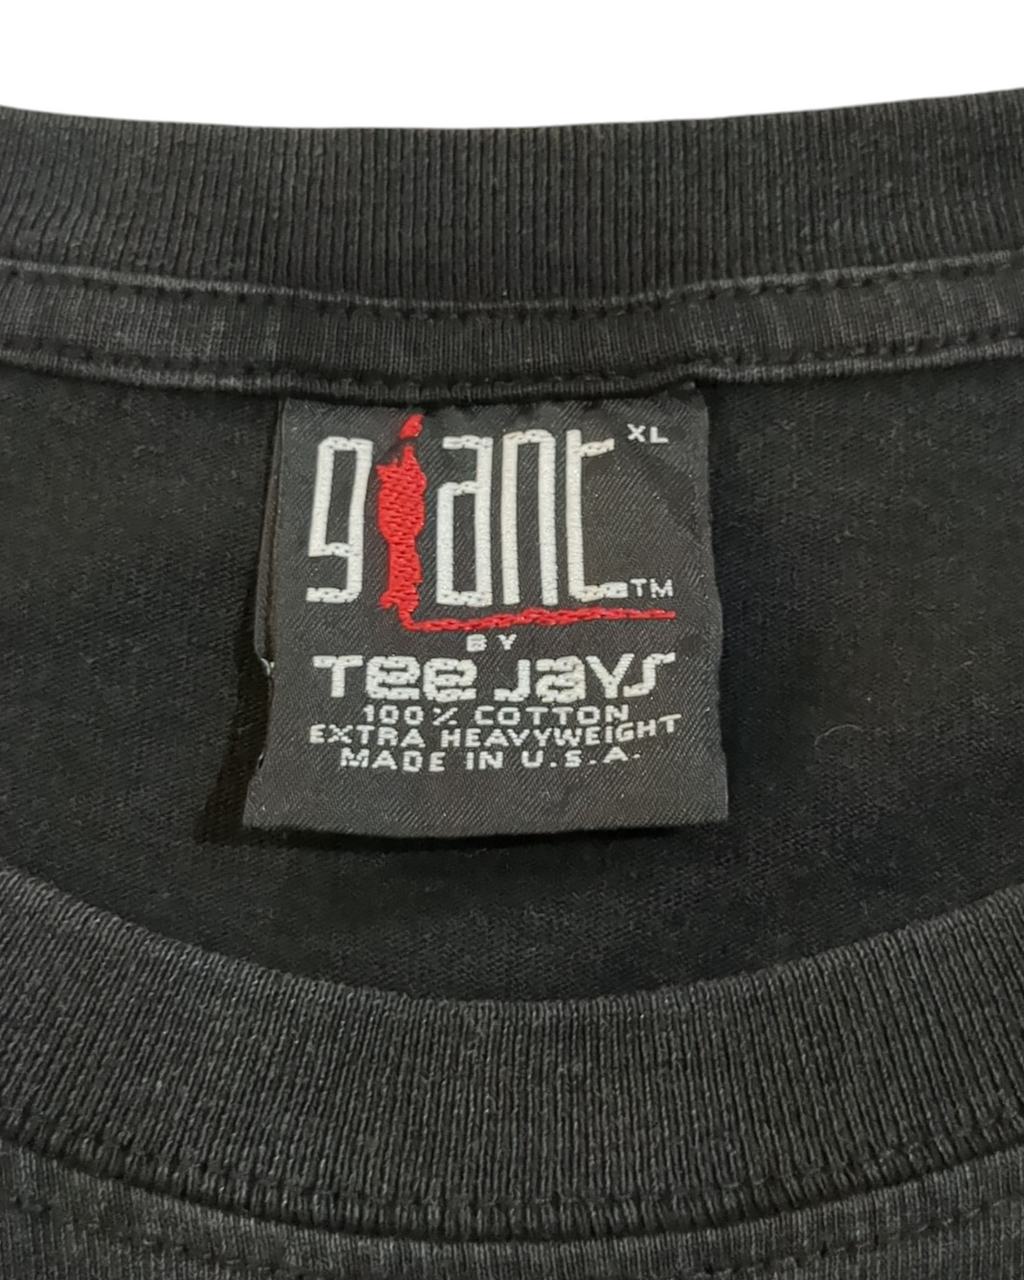 giant XL
TM
BY
Tee Jays
100% COTTON
EXTRA HEAVYWEIGHT
MADE IN U.S.A.